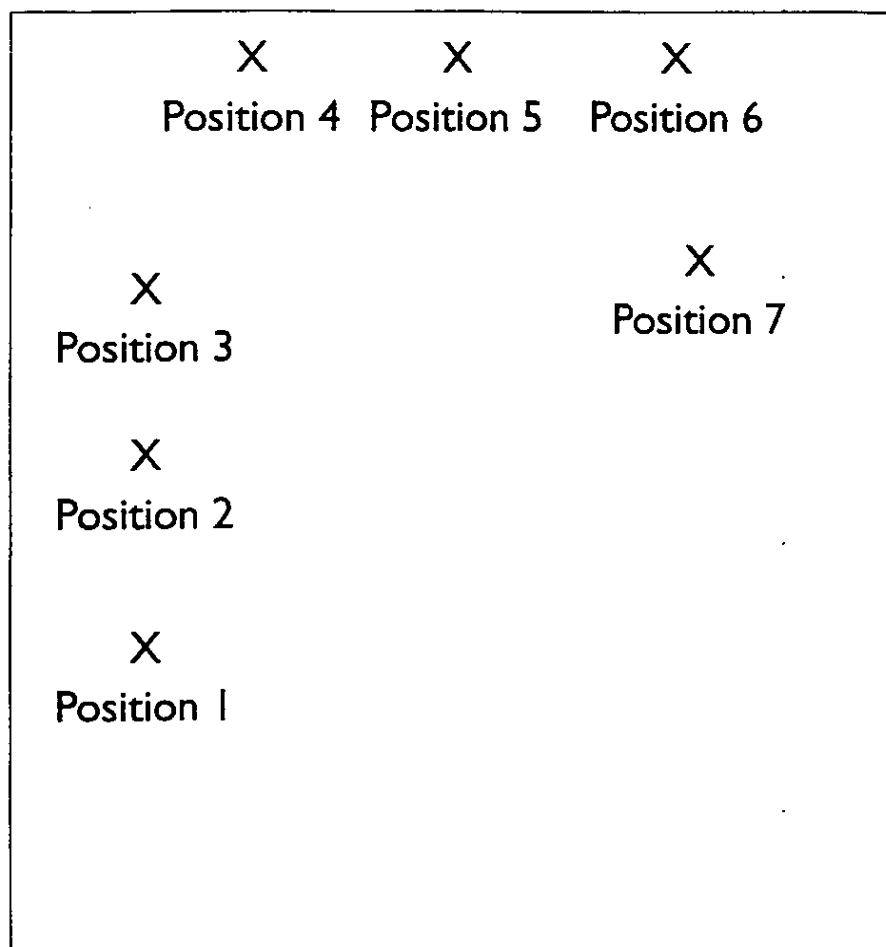 X X X
Position 4 Position 5 Position 6
X
Position 7
X
Position 3
X
Position 2
X
Position 1